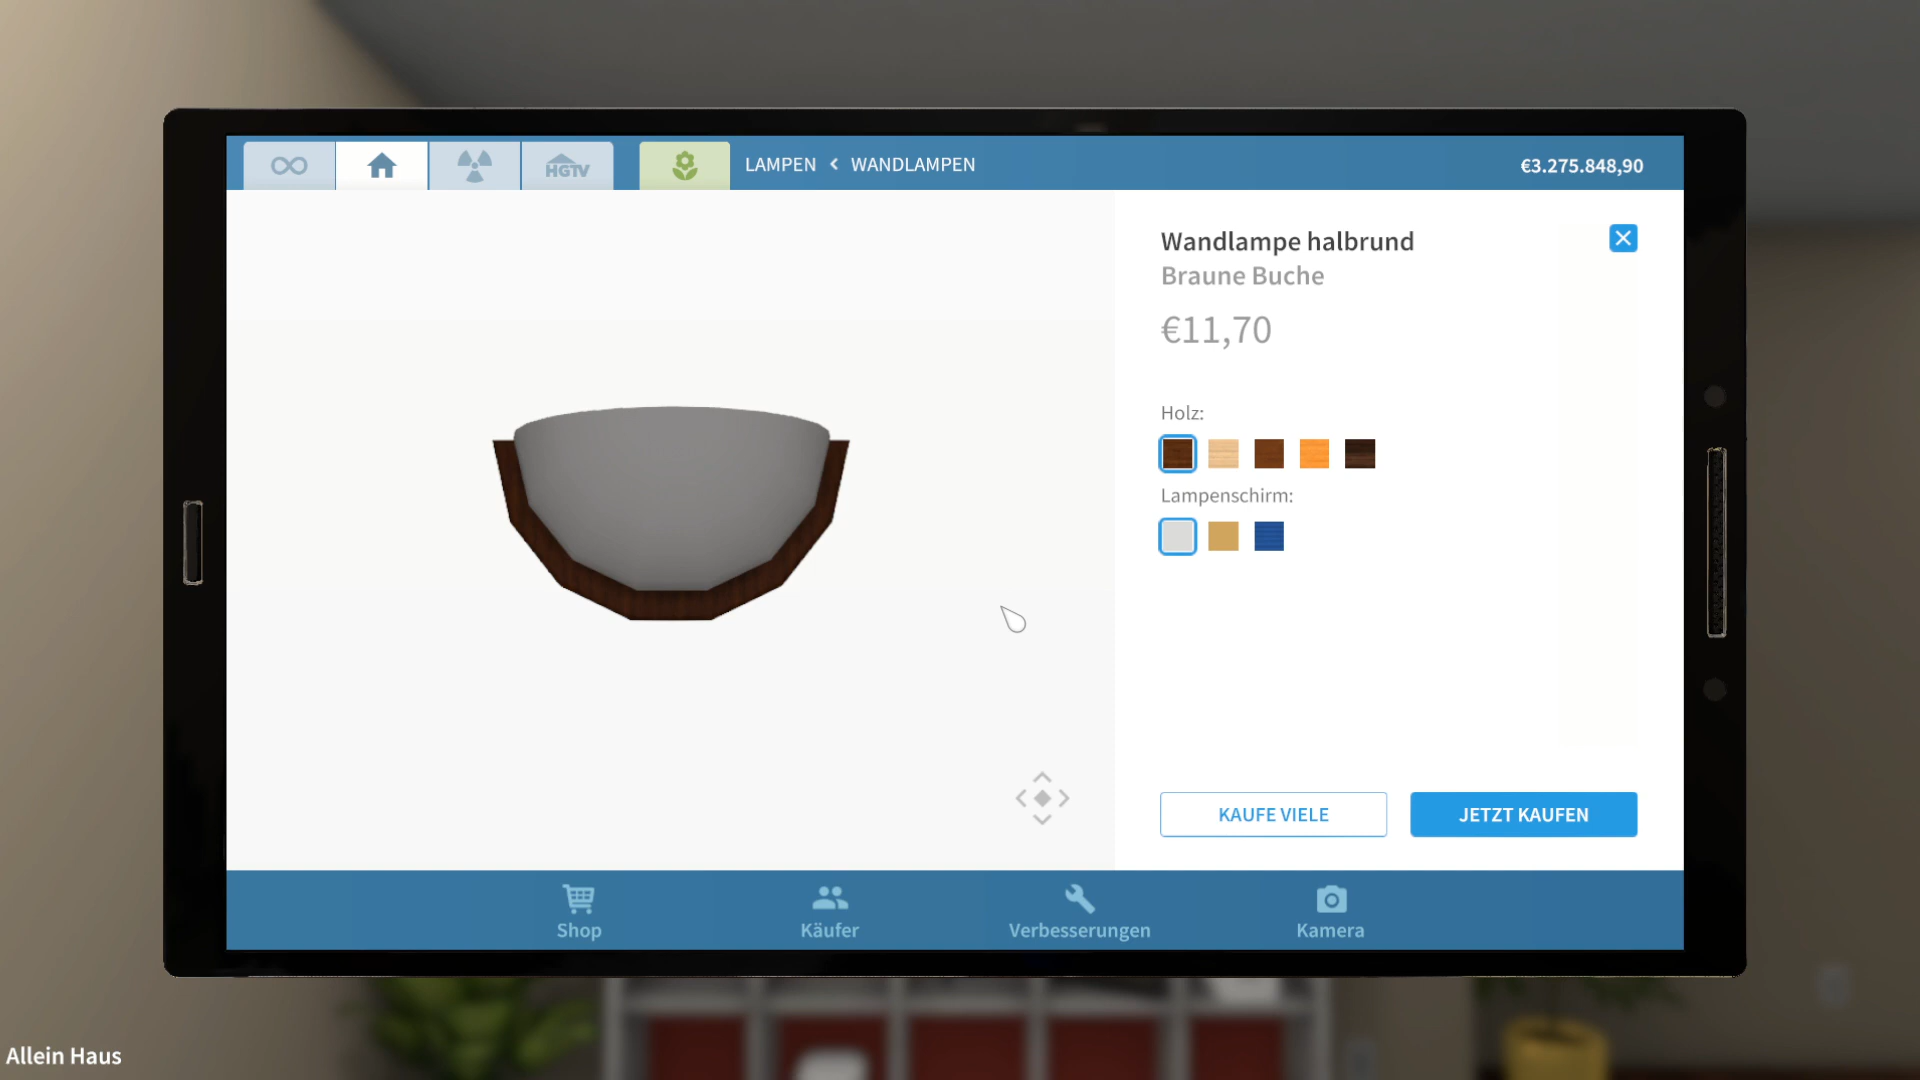 HGTV
LAMPEN < WANDLAMPEN
€3.275.848,90
Wandlampe halbrund
Braune Buche
€11,70
Holz:
Lampenschirm:
KAUFE VIELE
JETZT KAUFEN
Shop
Käufer
Verbesserungen
Kamera
Allein Haus